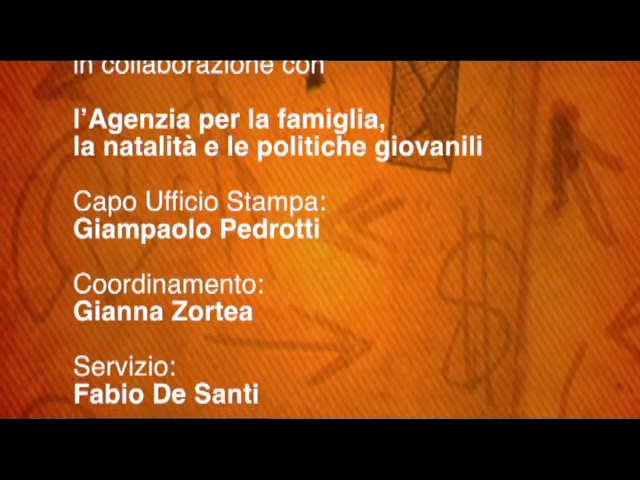 in collaborazione con
l'Agenzia per la famiglia,
la natalità e le politiche giovanili
Capo Ufficio Stampa:
Giampaolo Pedrotti
Coordinamento:
Gianna Zortea
Servizio:
Fabio De Santi